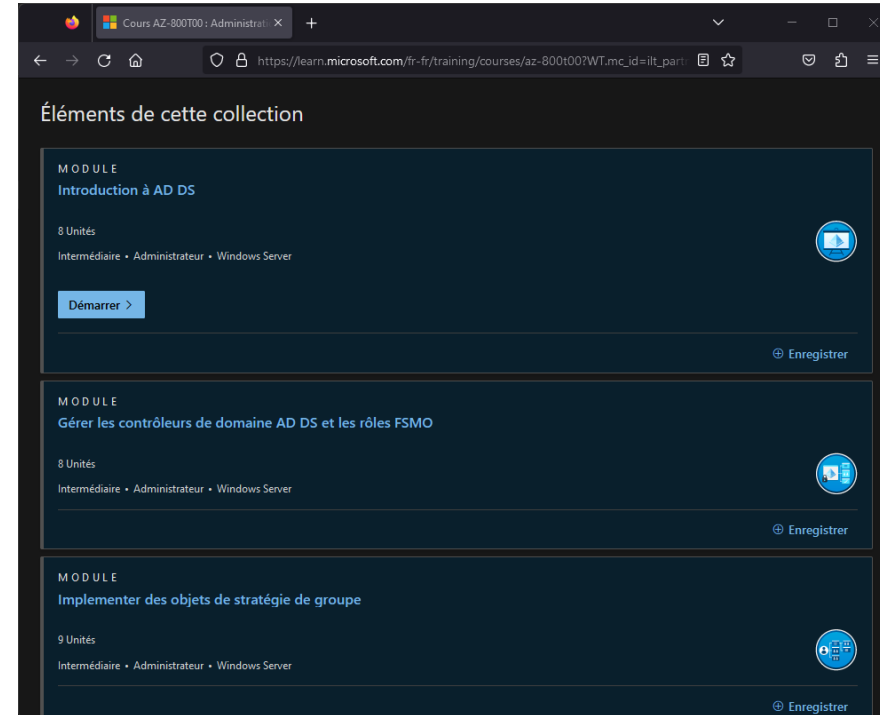 Cours AZ-800T00 : Administrati
https://learn.microsoft.com/fr-fr/training/courses/az-800t00?WT.mc_id=ilt_part
Éléments de cette collection
MODULE
Introduction à AD DS
8 Unités
Intermédiaire • Administrateur • Windows Server
Démarrer >
Enregistrer
MODULE
Gérer les contrôleurs de domaine AD DS et les rôles FSMO
8 Unités
Intermédiaire • Administrateur • Windows Server
Enregistrer
MODULE
Implementer des objets de stratégie de groupe
9 Unités
Intermédiaire • Administrateur • Windows Server
Enregistrer